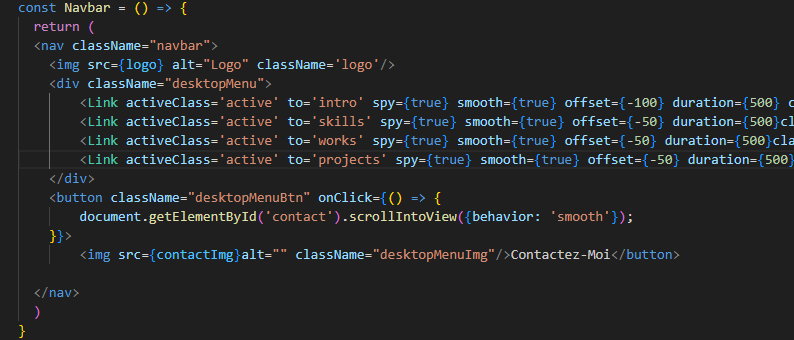 const Navbar = () => {
return (
<nav className="navbar">
<img src={logo} alt="Logo" className='logo'/>
<div className="desktopMenu">
<Link activeClass='active' to='intro' spy={true} smooth={true} offset={-100} duration={500} c
<Link activeClass='active' to='skills' spy={true} smooth={true} offset={-50} duration={500}cl
<Link activeClass='active' to='works' spy={true} smooth={true} offset={-50} duration={500}cla
<Link activeClass='active' to='projects' spy={true} smooth={true} offset={-50} duration={500}
</div>
<button className="desktopMenuBtn" onClick={() => {
document.getElementById('contact').scrollIntoView({behavior: 'smooth'});
}}>
<img src={contactImg}alt="" className="desktopMenuImg"/>Contactez-Moi</button>
</nav>
)
}